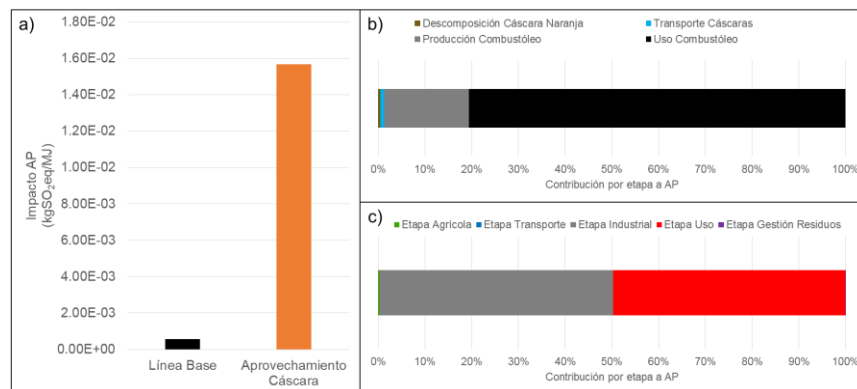 a)
1.80E-02
1.60E-02
1.40E-02
1.20E-02
1.00E-02
8.00E-03
6.00E-03
4.00E-03
2.00E-03
0.00E+00
Impacto AP
(kgSO₂eq/MJ)
Línea Base
Aprovechamiento
Cáscara
b)
Descomposición Cáscara Naranja
Transporte Cáscaras
Producción Combustóleo
Uso Combustóleo
0% 10% 20% 30% 40% 50% 60% 70% 80% 90% 100%
Contribución por etapa a AP
c)
Etapa Agrícola Etapa Transporte Etapa Industrial Etapa Uso Etapa Gestión Residuos
0% 10% 20% 30% 40% 50% 60% 70% 80% 90% 100%
Contribución por etapa a AP